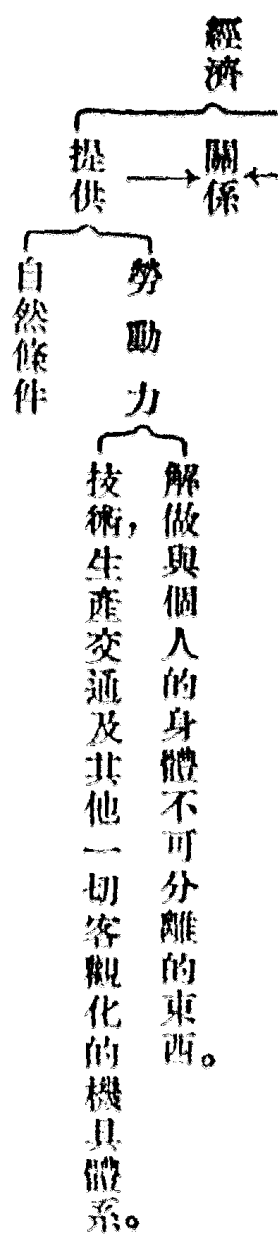 經濟
關係
提供
勞動力
自然條件
解做與個人的身體不可分離的東西。
技術，生產交通及其他一切客觀化的機具體系。